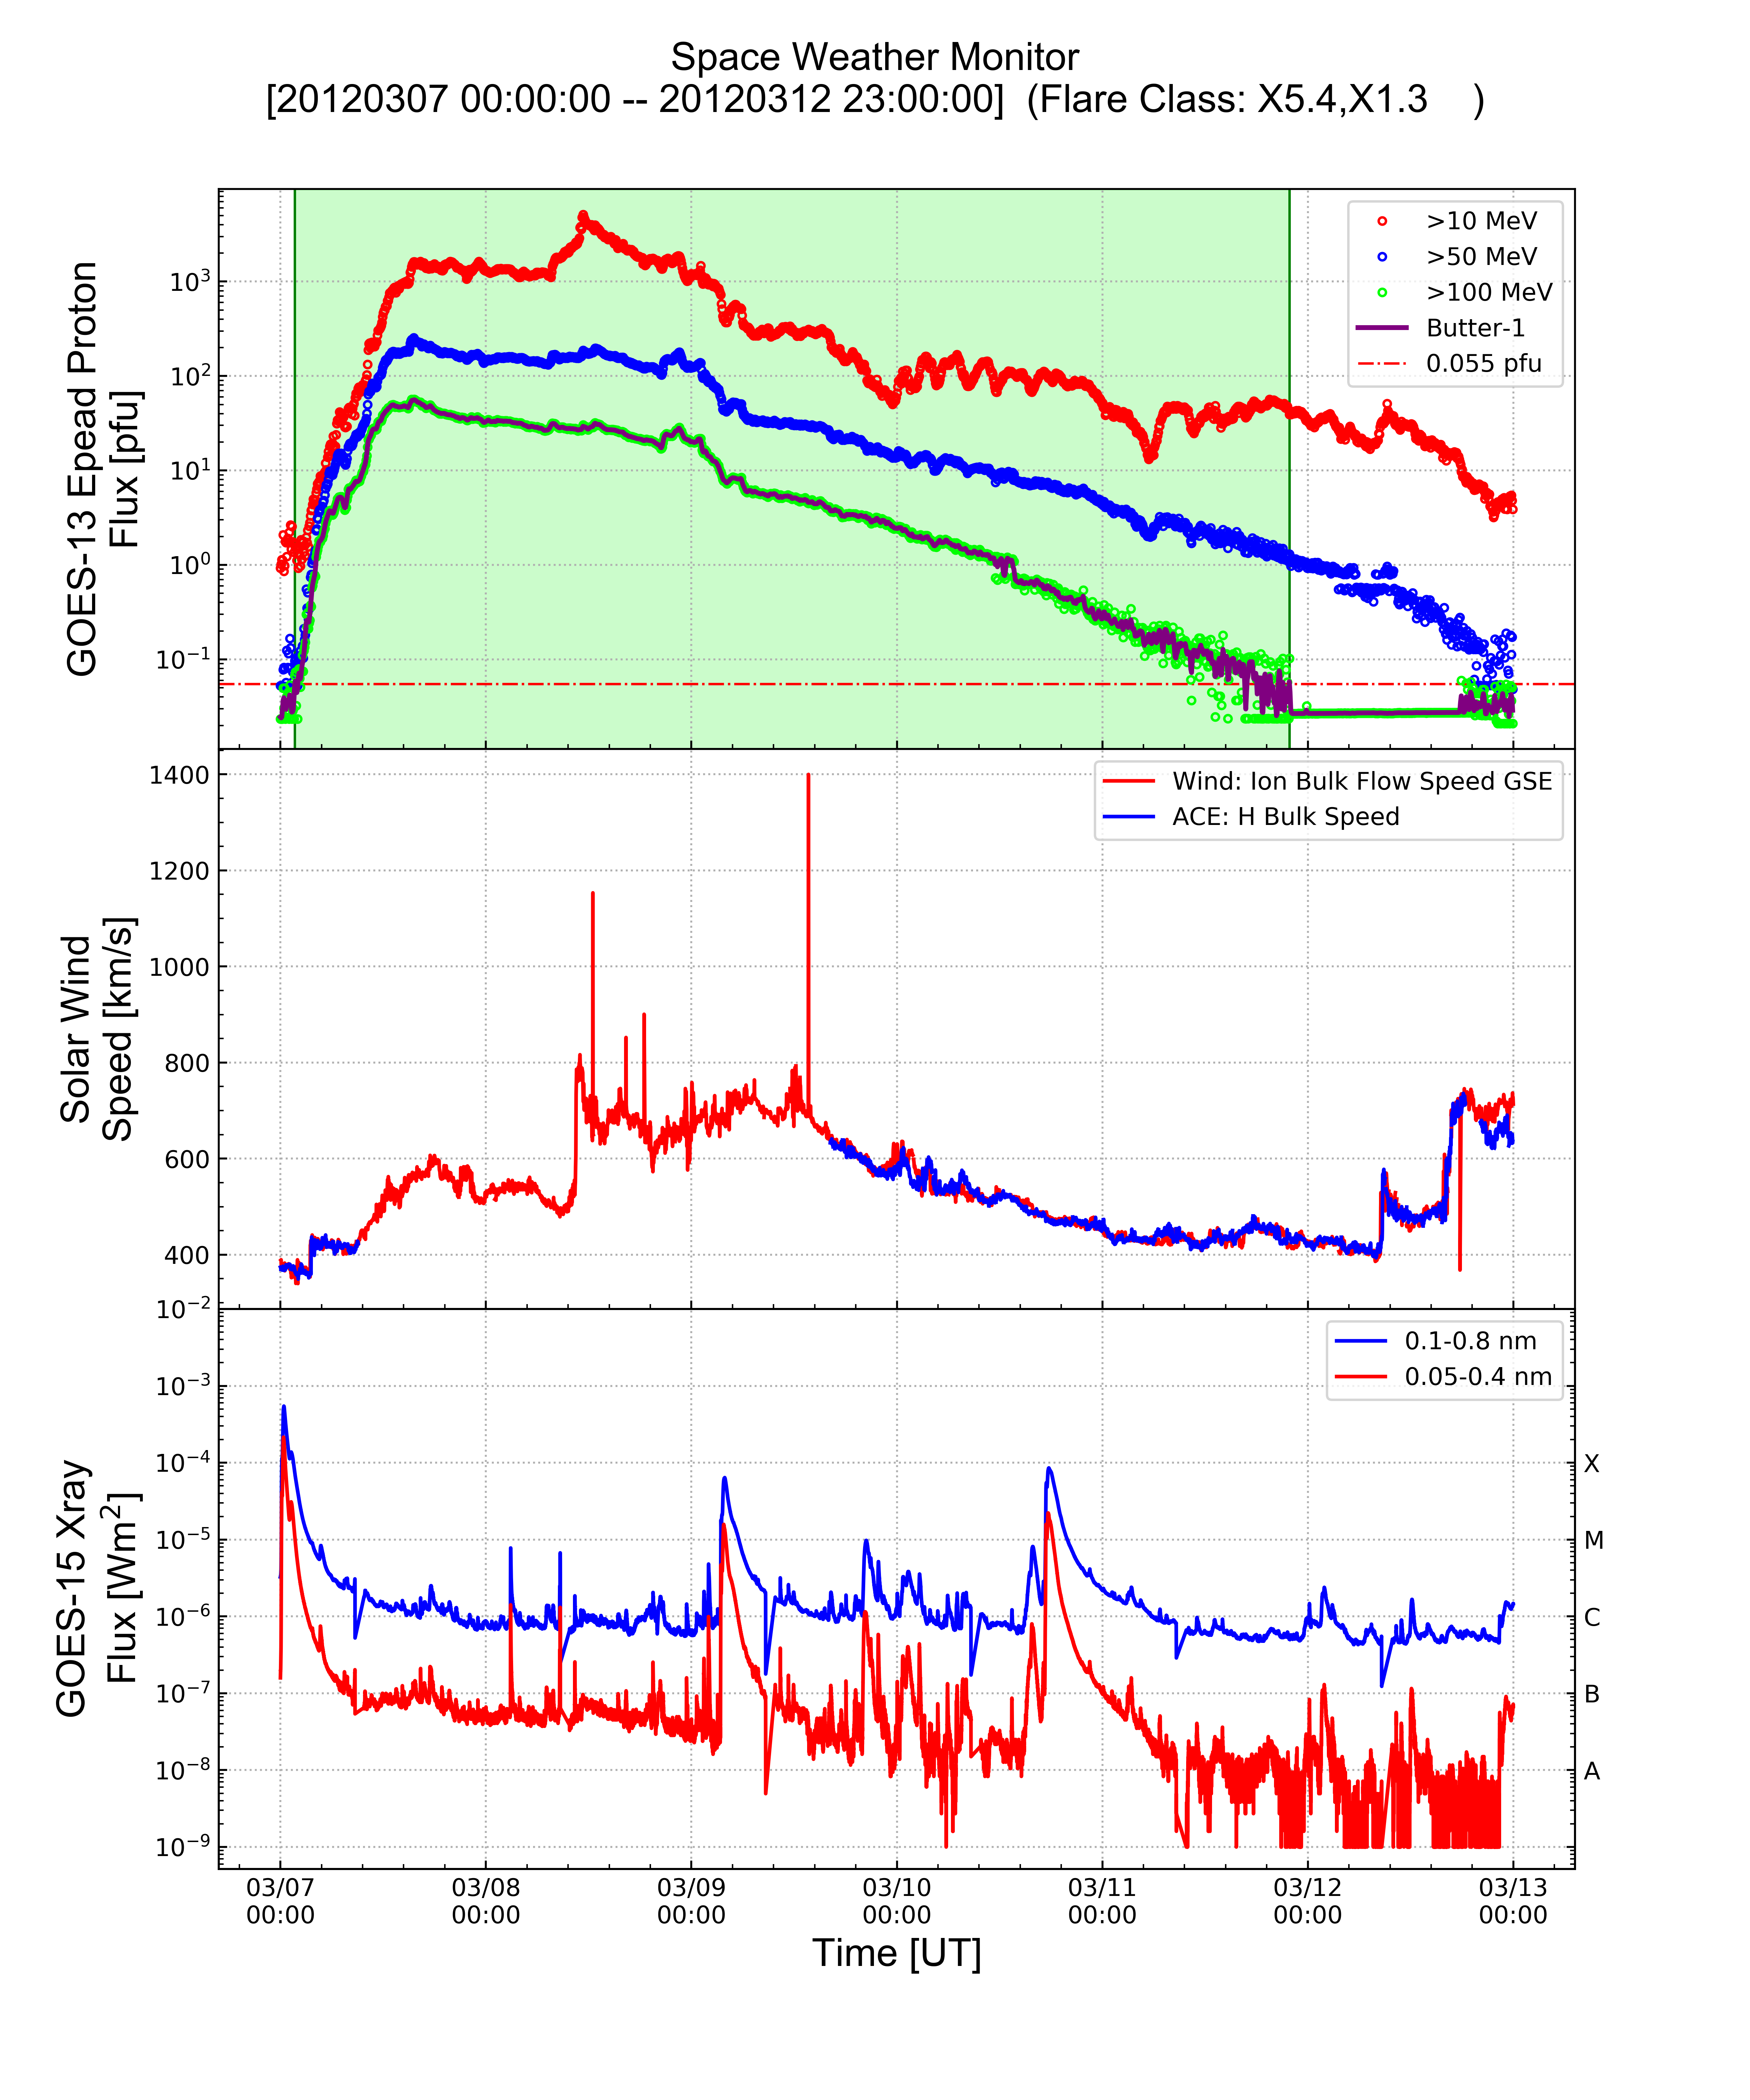 Space Weather Monitor
[20120307 00:00:00 -- 20120312 23:00:00]  (Flare Class: X5.4,X1.3    )
GOES-13 Epead Proton
Flux [pfu]
10³
10²
10¹
10⁰
10⁻¹
>10 MeV
>50 MeV
>100 MeV
Butter-1
0.055 pfu
Solar Wind
Speed [km/s]
1400
1200
1000
800
600
400
Wind: Ion Bulk Flow Speed GSE
ACE: H Bulk Speed
GOES-15 Xray
Flux [Wm²]
10⁻²
10⁻³
10⁻⁴
10⁻⁵
10⁻⁶
10⁻⁷
10⁻⁸
10⁻⁹
0.1-0.8 nm
0.05-0.4 nm
X
M
C
B
A
03/07 03/08 03/09 03/10 03/11 03/12 03/13
00:00 00:00 00:00 00:00 00:00 00:00 00:00
Time [UT]